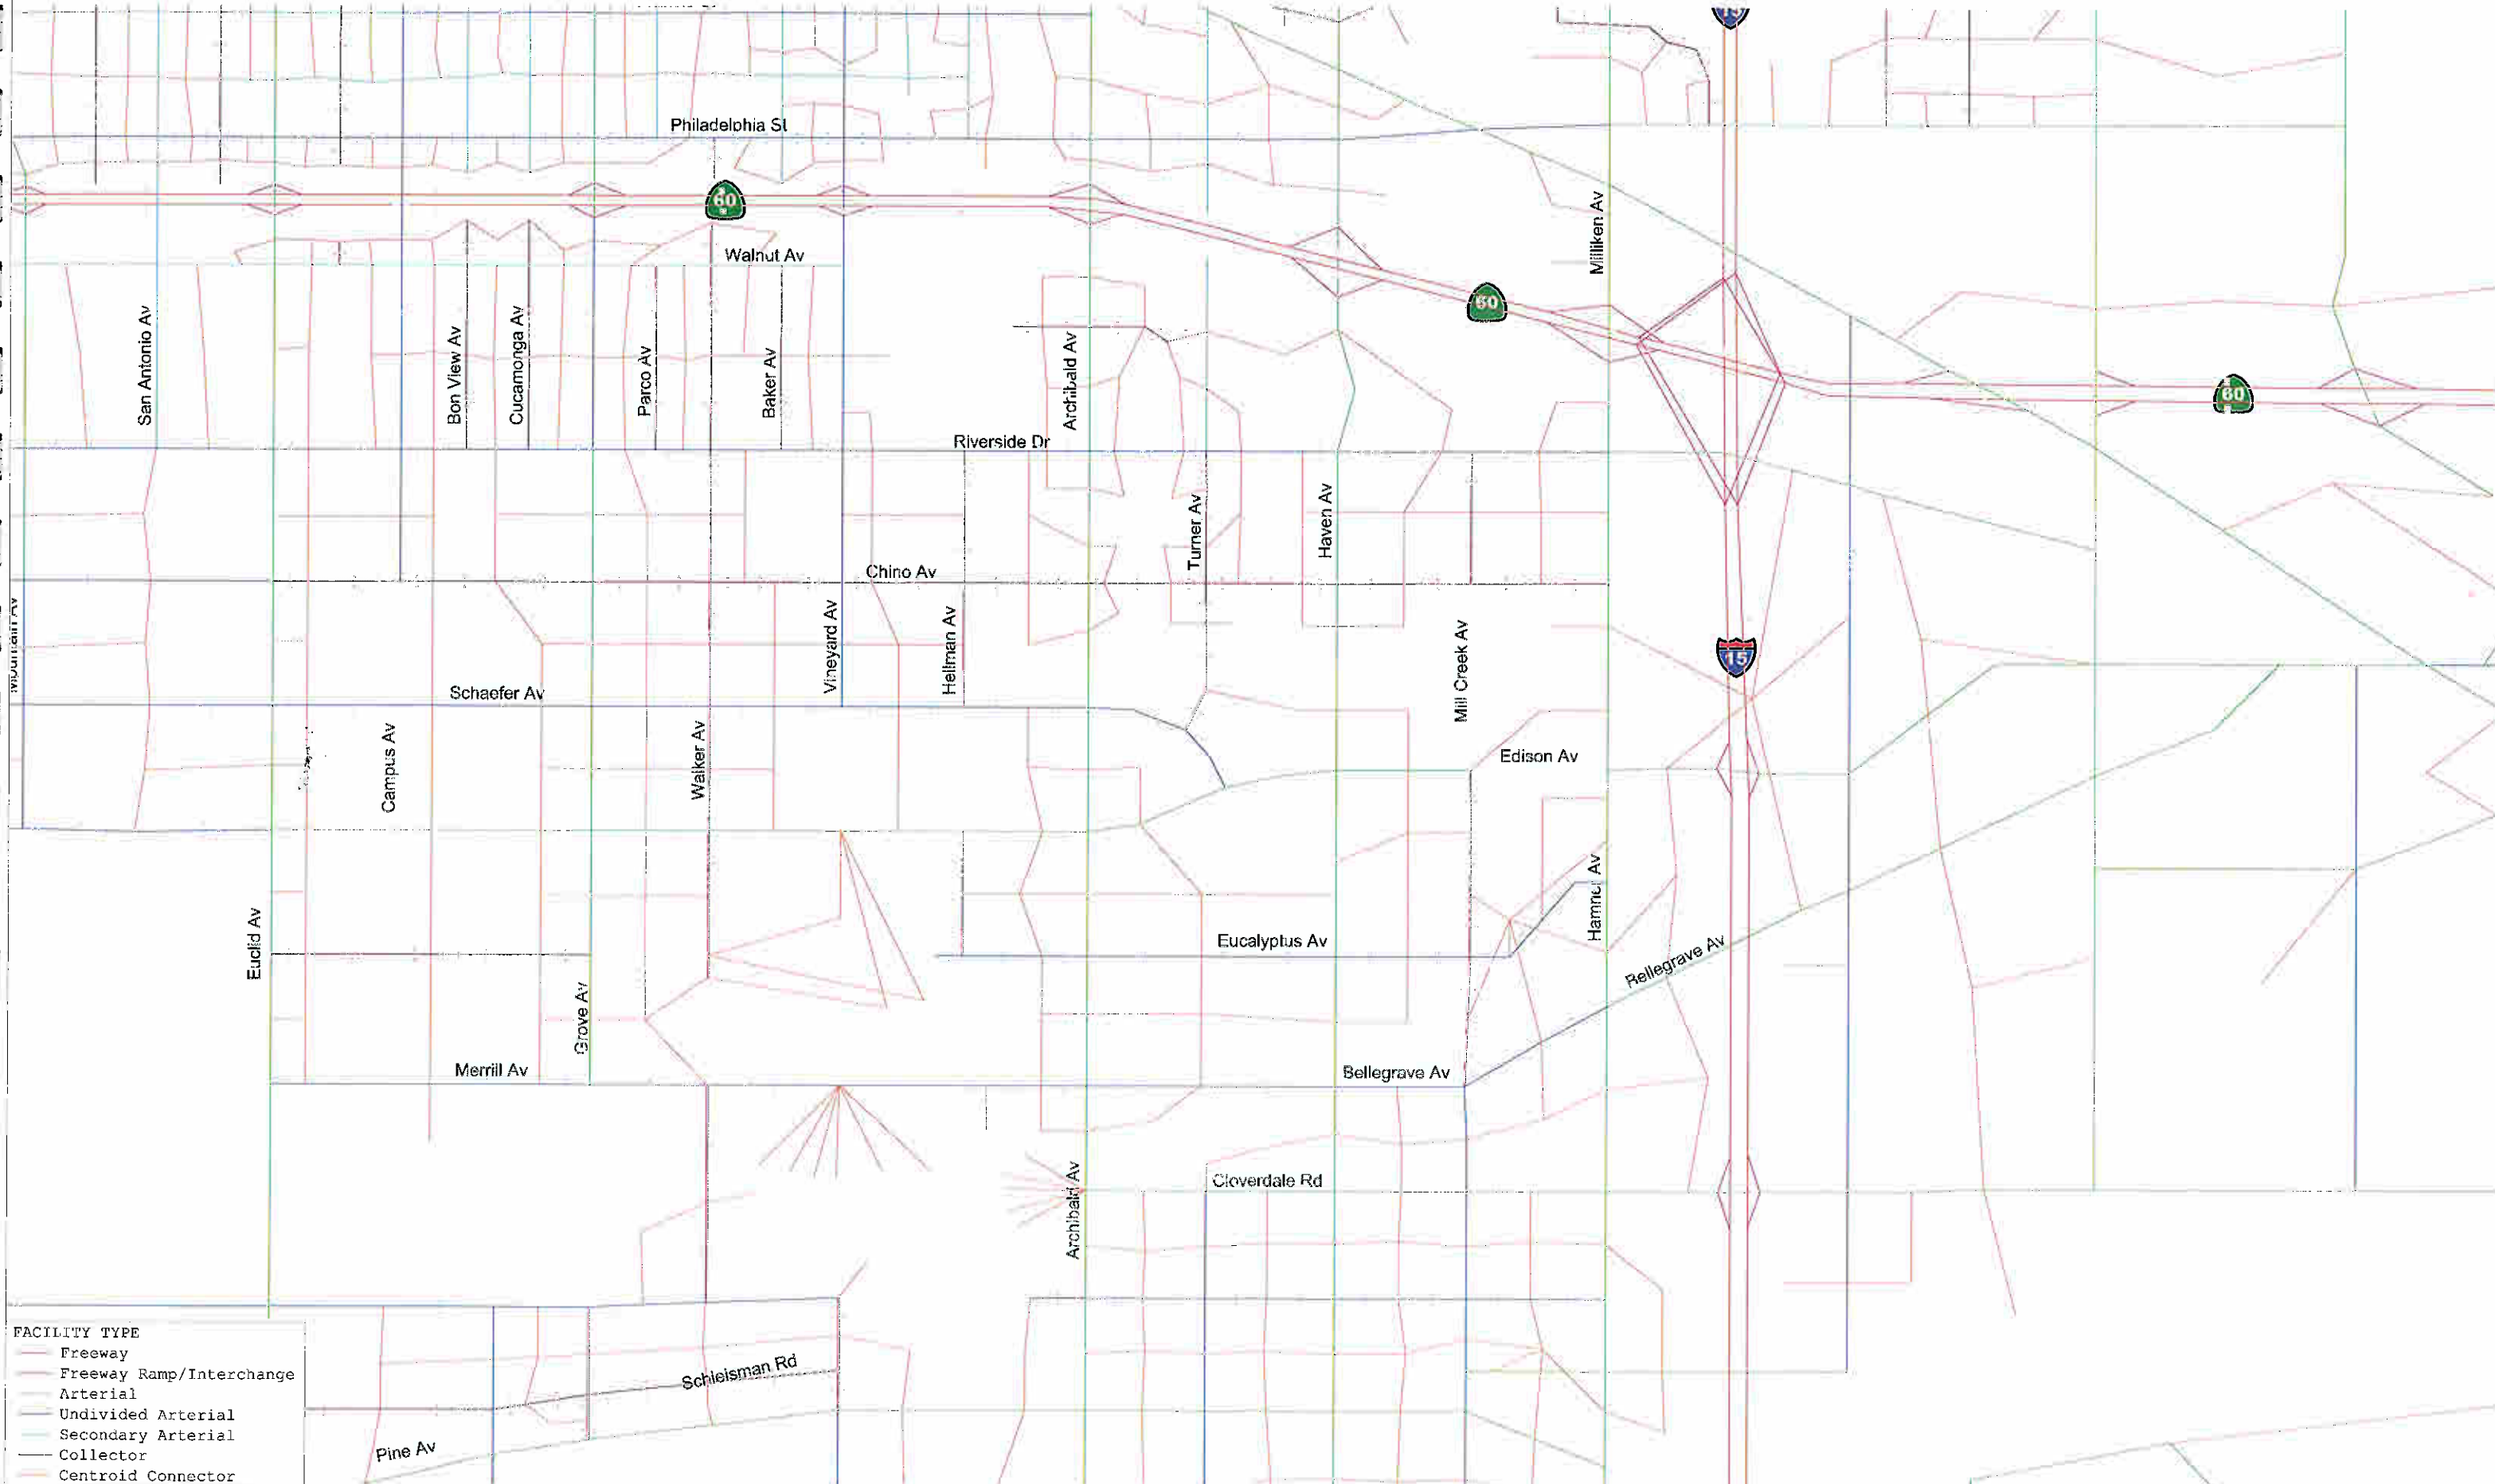 15
Philadelphia St
60
Milliken Av
Walnut Av
60
San Antonio Av
Bon View Av
Cucamonga Av
Parco Av
Baker Av
Archibald Av
60
Riverside Dr
Turner Av
Haven Av
Chino Av
Mountain Av
Vineyard Av
Hellman Av
Mill Creek Av
15
Schaefer Av
Campus Av
Walker Av
Edison Av
Hamner Av
Euclid Av
Eucalyptus Av
Bellegrave Av
Grove Av
Merrill Av
Bellegrave Av
Archibald Av
Cloverdale Rd
FACILITY TYPE
Freeway
Freeway Ramp/Interchange
Arterial
Undivided Arterial
Secondary Arterial
Collector
Centroid Connector
Schleisman Rd
Pine Av